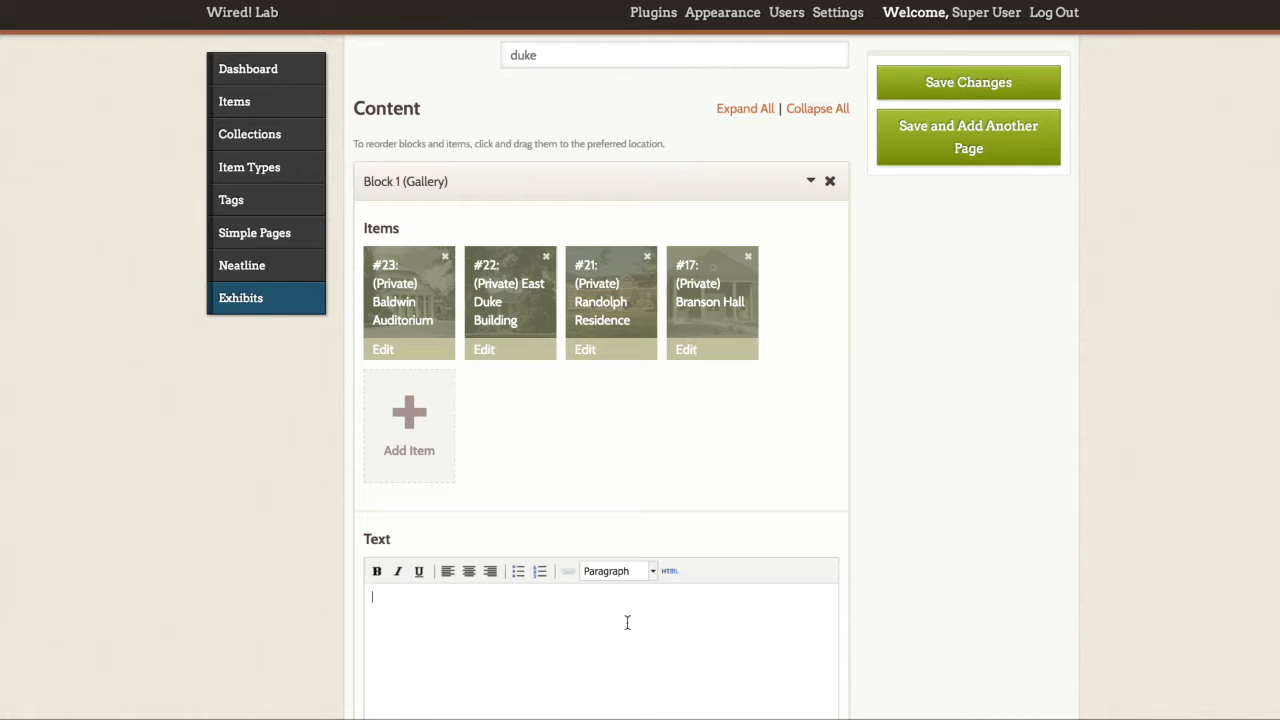 Wired! Lab
Plugins Appearance Users Settings Welcome, Super User Log Out
Dashboard
Items
Collections
Item Types
Tags
Simple Pages
Neatline
Exhibits
duke
Content
Expand All | Collapse All
To reorder blocks and items, click and drag them to the preferred location.
Block 1 (Gallery)
Items
#23:
(Private)
Baldwin
Auditorium
Edit
#22:
(Private) East
Duke
Building
Edit
#21:
(Private)
Randolph
Residence
Edit
#17:
(Private)
Branson Hall
Edit
Add Item
Text
B I U Paragraph HTML
Save Changes
Save and Add Another
Page